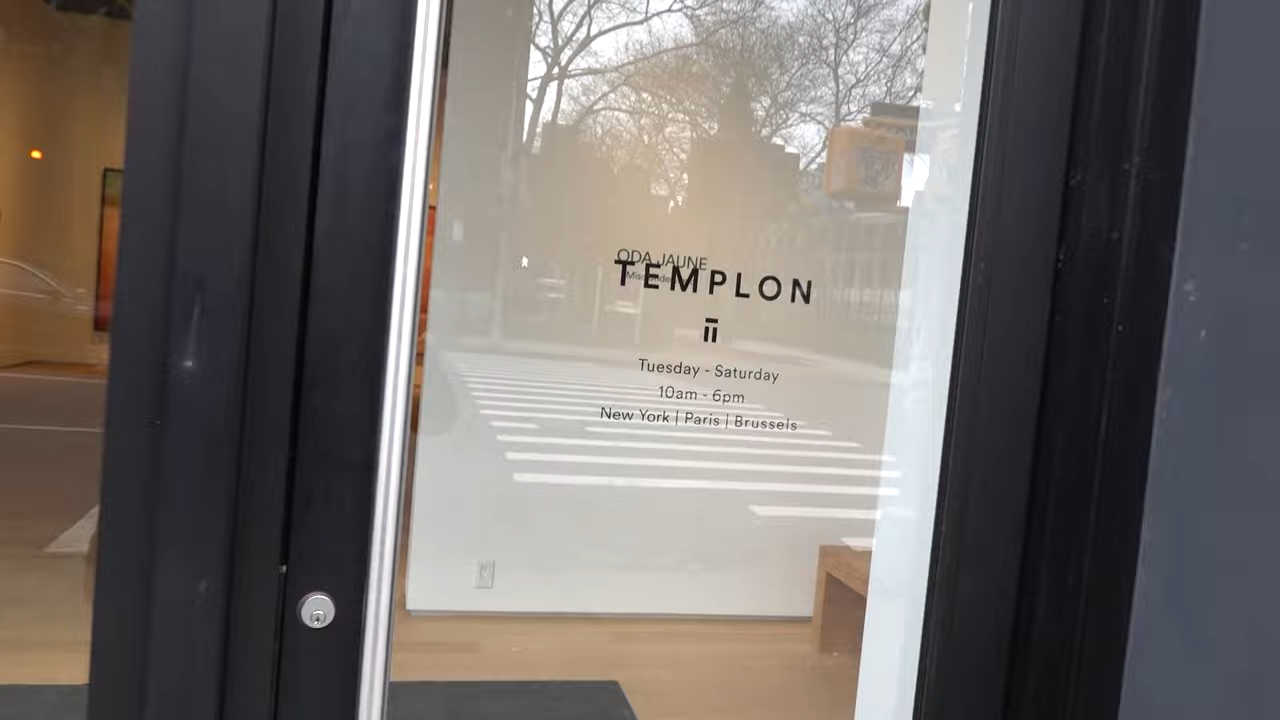 ODA JAUNE
TEMPLON
Tuesday - Saturday
10am - 6pm
New York | Paris | Brussels